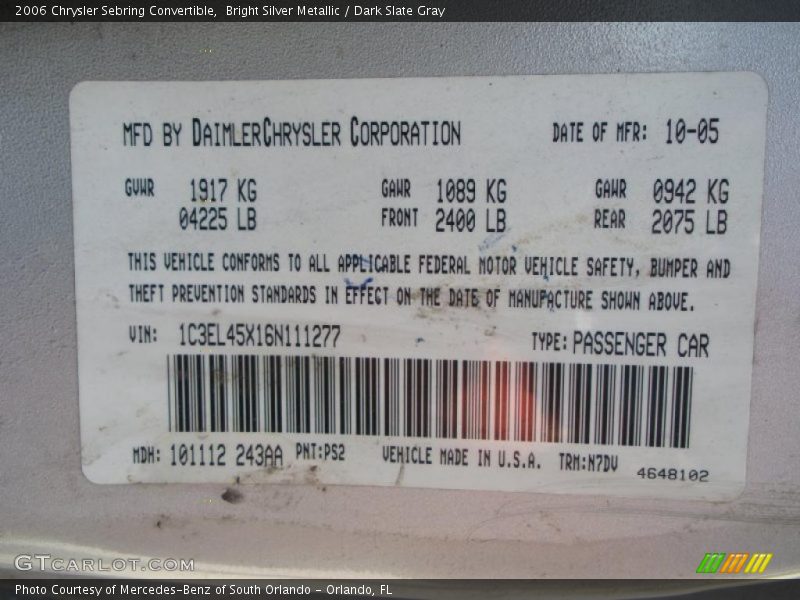 2006 Chrysler Sebring Convertible,  Bright Silver Metallic / Dark Slate Gray
MFD BY DAIMLERCHRYSLER CORPORATION DATE OF MFR: 10-05
GVWR 1917 KG GAWR 1089 KG GAWR 0942 KG
04225 LB FRONT 2400 LB REAR 2075 LB
THIS VEHICLE CONFORMS TO ALL APPLICABLE FEDERAL MOTOR VEHICLE SAFETY, BUMPER AND
THEFT PREVENTION STANDARDS IN EFFECT ON THE DATE OF MANUFACTURE SHOWN ABOVE.
VIN: 1C3EL45X16N111277 TYPE: PASSENGER CAR
MDH: 101112 243AA PNT:PS2 VEHICLE MADE IN U.S.A. TRM:N7DV
4648102
GTCARLOT.COM
Photo Courtesy of Mercedes-Benz of South Orlando - Orlando, FL